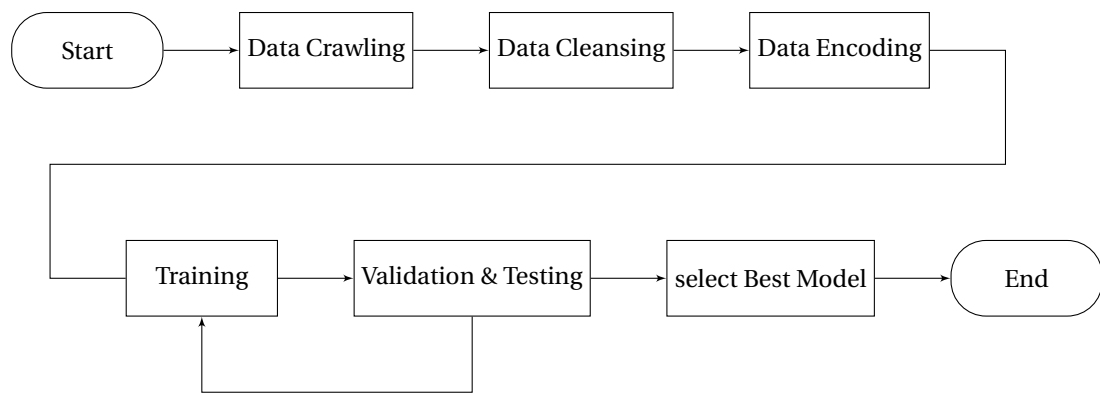 Start
Data Crawling
Data Cleansing
Data Encoding
Training
Validation & Testing
select Best Model
End